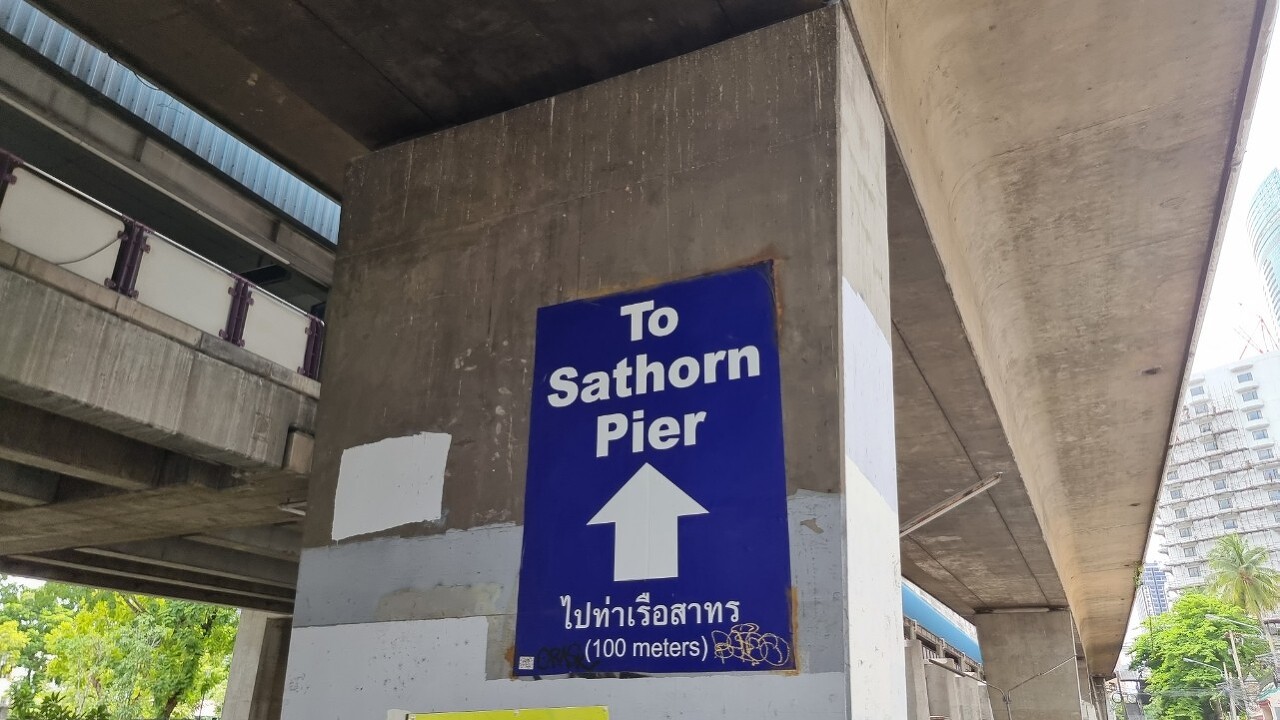 To
Sathorn
Pier
ไปท่าเรือสาทร
(100 meters)